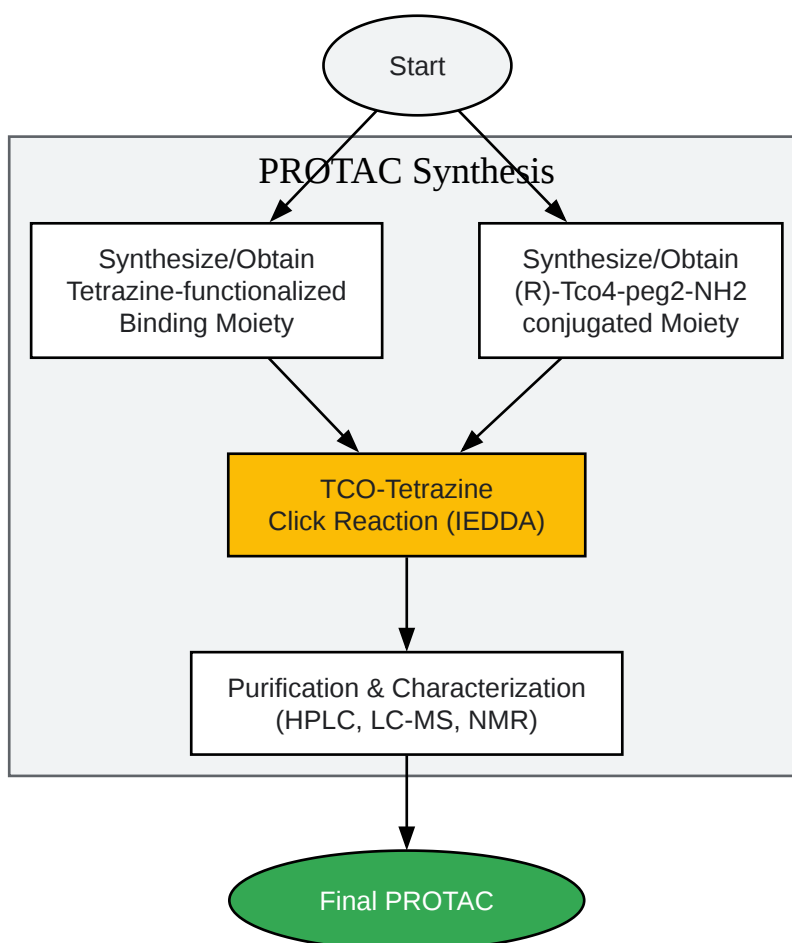 Start
PROTAC Synthesis
Synthesize/Obtain
Tetrazine-functionalized
Binding Moiety
Synthesize/Obtain
(R)-Tco4-peg2-NH2
conjugated Moiety
TCO-Tetrazine
Click Reaction (IEDDA)
Purification & Characterization
(HPLC, LC-MS, NMR)
Final PROTAC